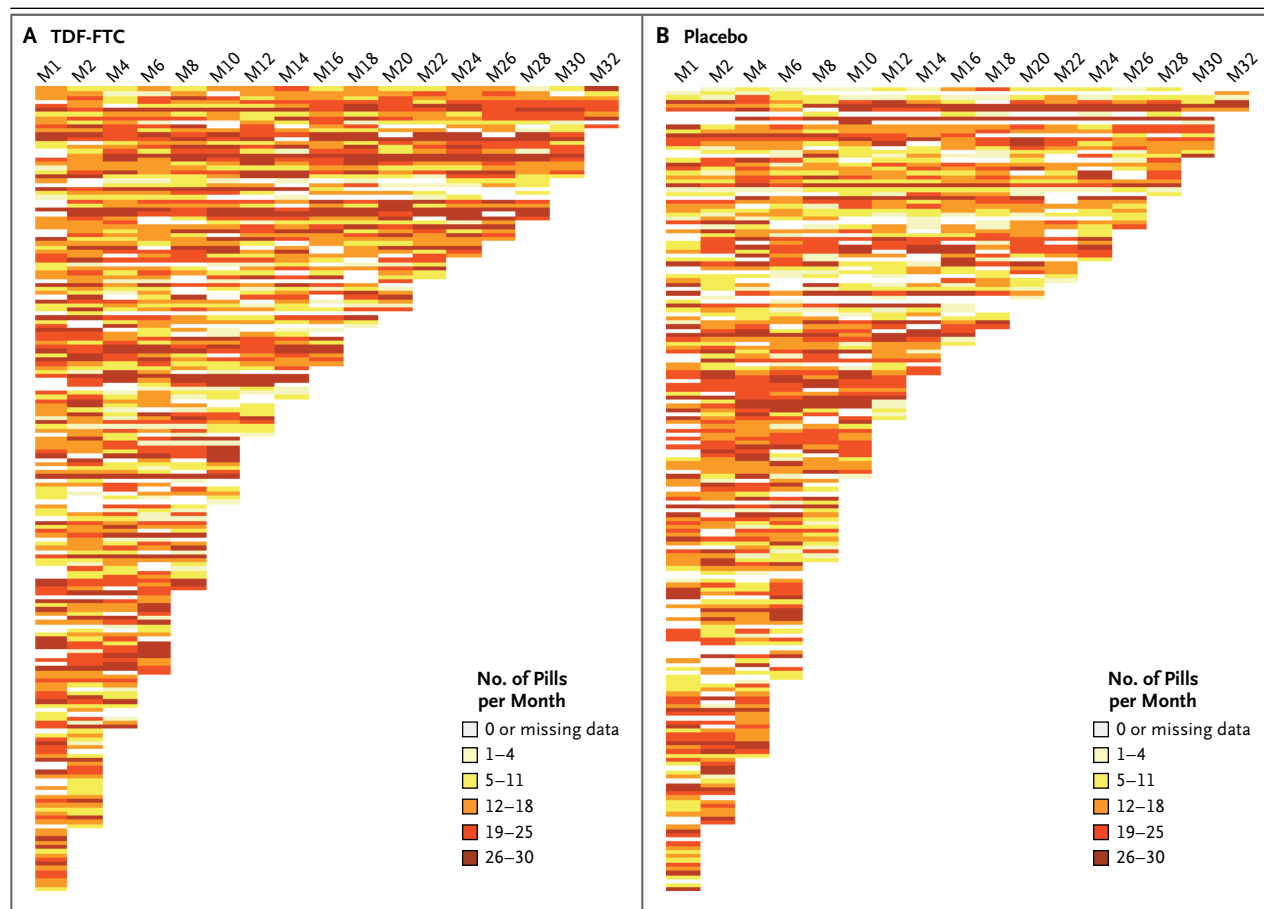 A TDF-FTC
M1 M2 M4 M6 M8 M10 M12 M14 M16 M18 M20 M22 M24 M26 M28 M30 M32
No. of Pills
per Month
0 or missing data
1–4
5–11
12–18
19–25
26–30
B Placebo
M1 M2 M4 M6 M8 M10 M12 M14 M16 M18 M20 M22 M24 M26 M28 M30 M32
No. of Pills
per Month
0 or missing data
1–4
5–11
12–18
19–25
26–30